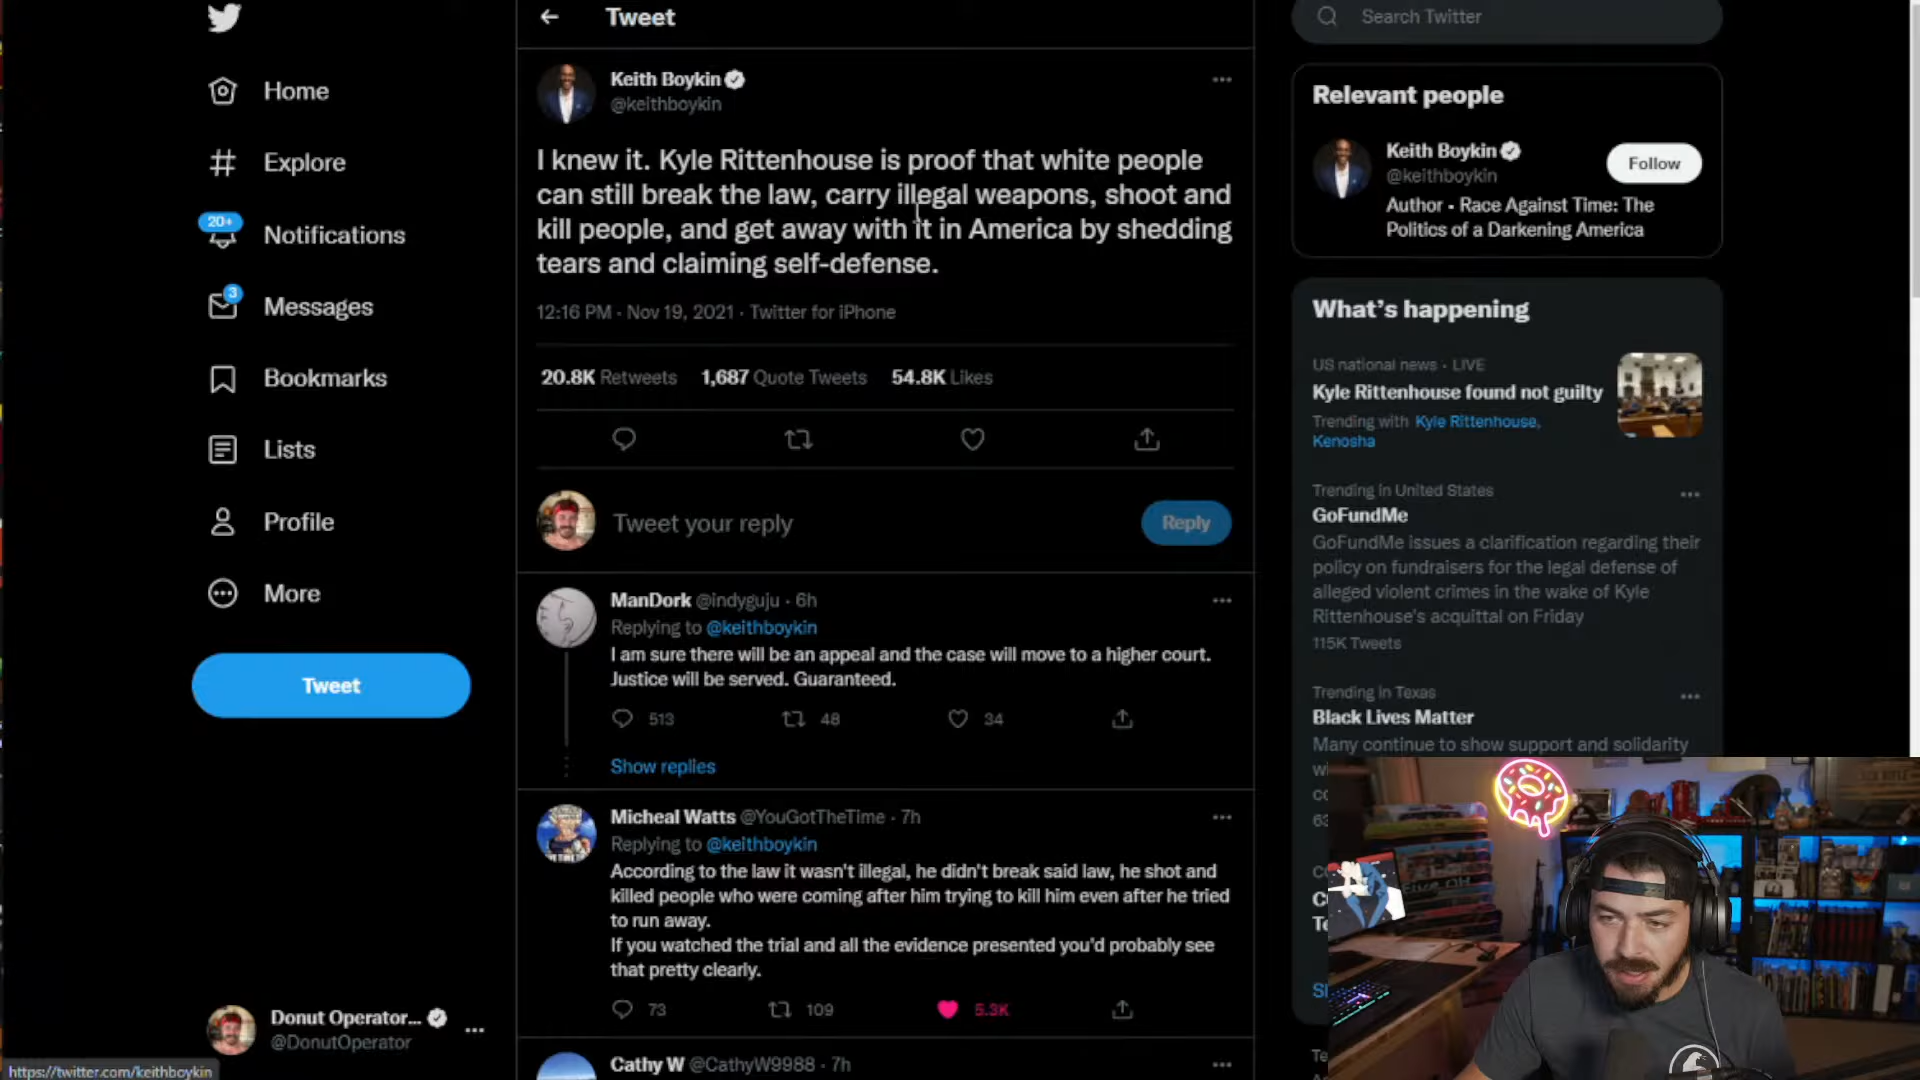 Home
Explore
20+
Notifications
3
Messages
Bookmarks
Lists
Profile
More
Tweet
Donut Operator...
@DonutOperator
https://twitter.com/keithboykin
Tweet
Keith Boykin
@keithboykin
I knew it. Kyle Rittenhouse is proof that white people
can still break the law, carry illegal weapons, shoot and
kill people, and get away with it in America by shedding
tears and claiming self-defense.
12:16 PM · Nov 19, 2021 · Twitter for iPhone
20.8K Retweets 1,687 Quote Tweets 54.8K Likes
Tweet your reply
Reply
ManDork @indyguju · 6h
Replying to @keithboykin
I am sure there will be an appeal and the case will move to a higher court.
Justice will be served. Guaranteed.
513 48 34
Show replies
Micheal Watts @YouGotTheTime · 7h
Replying to @keithboykin
According to the law it wasn't illegal, he didn't break said law, he shot and
killed people who were coming after him trying to kill him even after he tried
to run away.
If you watched the trial and all the evidence presented you'd probably see
that pretty clearly.
73 109 5.3K
Cathy W @CathyW9988 · 7h
Search Twitter
Relevant people
Keith Boykin
@keithboykin
Follow
Author · Race Against Time: The
Politics of a Darkening America
What's happening
US national news · LIVE
Kyle Rittenhouse found not guilty
Trending with Kyle Rittenhouse,
Kenosha
Trending in United States
GoFundMe
GoFundMe issues a clarification regarding their
policy on fundraisers for the legal defense of
alleged violent crimes in the wake of Kyle
Rittenhouse's acquittal on Friday
115K Tweets
Trending in Texas
Black Lives Matter
Many continue to show support and solidarity